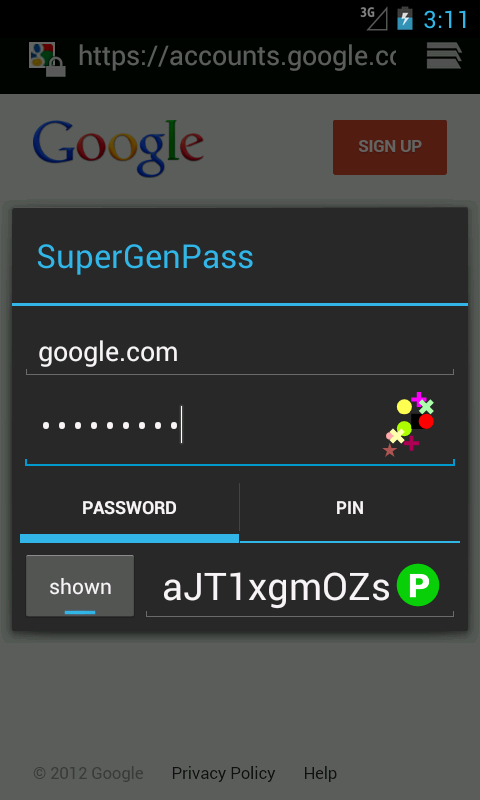 3G 3:11
https://accounts.google.co
Google SIGN UP
SuperGenPass
google.com
PASSWORD PIN
shown aJT1xgmOZs P
© 2012 Google Privacy Policy Help